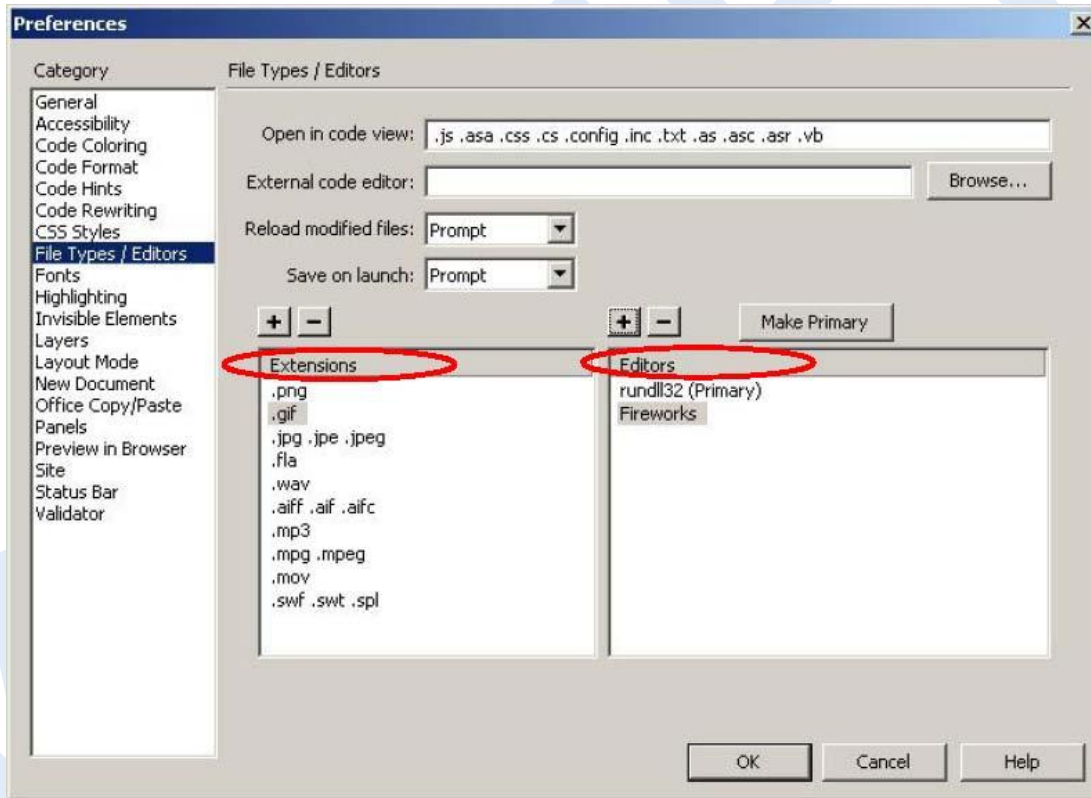 Preferences
Category
General
Accessibility
Code Coloring
Code Format
Code Hints
Code Rewriting
CSS Styles
File Types / Editors
Fonts
Highlighting
Invisible Elements
Layers
Layout Mode
New Document
Office Copy/Paste
Panels
Preview in Browser
Site
Status Bar
Validator
File Types / Editors
Open in code view: .js .asa .css .cs .config .inc .txt .as .asc .asr .vb
External code editor: Browse...
Reload modified files: Prompt
Save on launch: Prompt
+ − + − Make Primary
Extensions
.png
.gif
.jpg .jpe .jpeg
.fla
.wav
.aiff .aif .aifc
.mp3
.mpg .mpeg
.mov
.swf .swt .spl
Editors
rundll32 (Primary)
Fireworks
OK Cancel Help